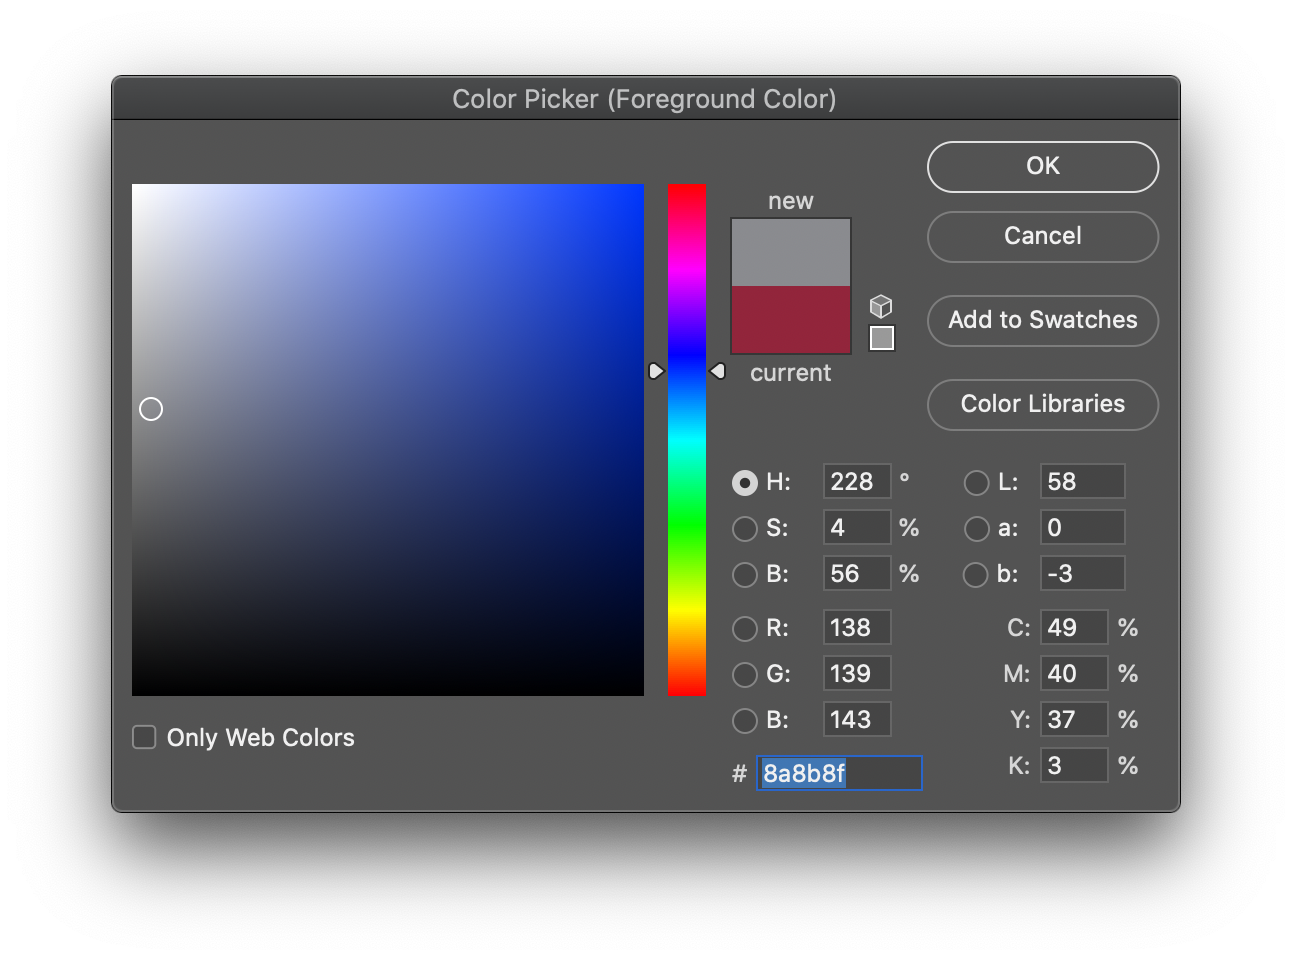 Color Picker (Foreground Color)
OK
new
Cancel
Add to Swatches
current
Color Libraries
H: 228 ° L: 58
S: 4 % a: 0
B: 56 % b: -3
R: 138 C: 49 %
G: 139 M: 40 %
B: 143 Y: 37 %
Only Web Colors
# 8a8b8f K: 3 %